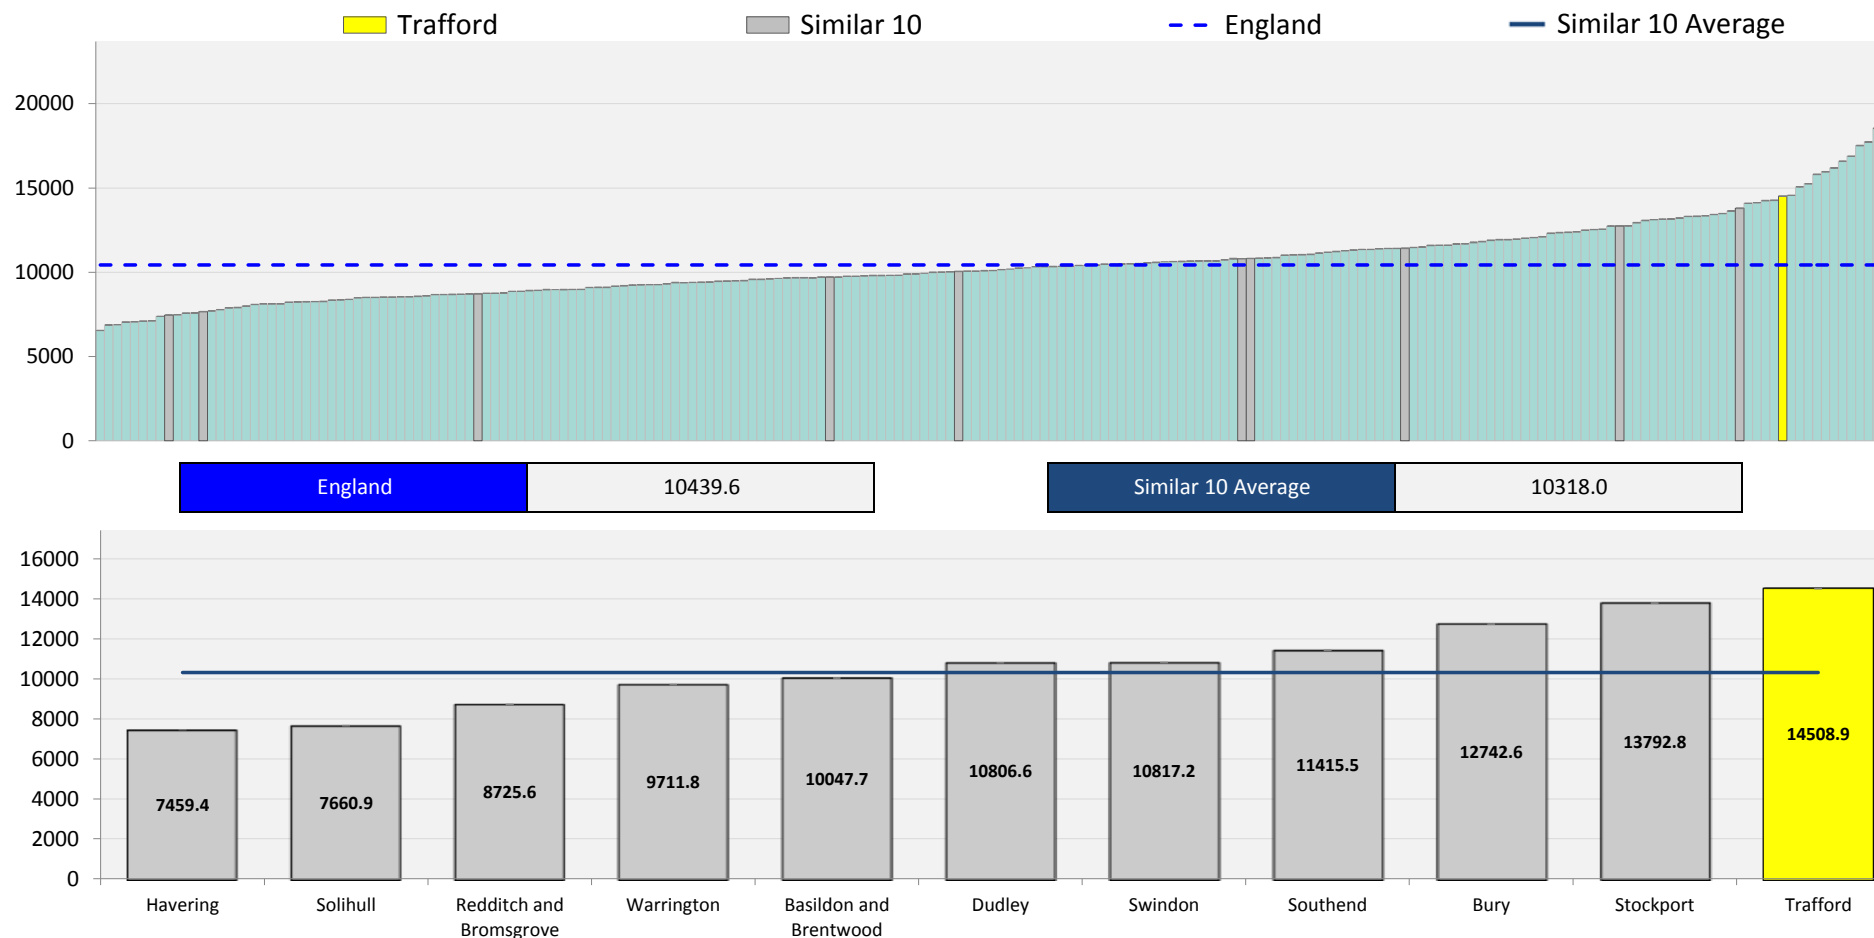 Trafford Similar 10 England Similar 10 Average
20000
15000
10000
5000
0
England 10439.6 Similar 10 Average 10318.0
16000
14000
12000
10000
8000
6000
4000
2000
0
7459.4 7660.9 8725.6 9711.8 10047.7 10806.6 10817.2 11415.5 12742.6 13792.8 14508.9
Havering Solihull Redditch and Warrington Basildon and Dudley Swindon Southend Bury Stockport Trafford
Bromsgrove Brentwood